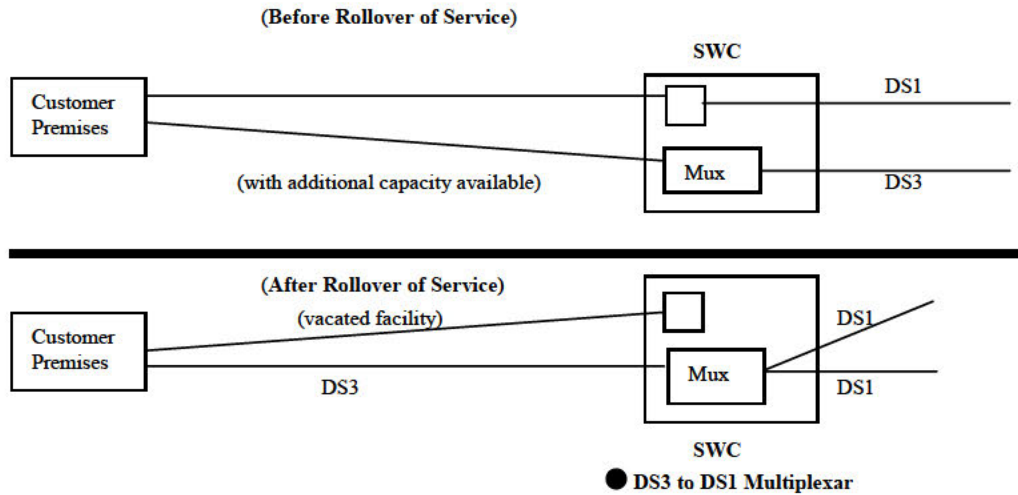 (Before Rollover of Service)
SWC
Customer
Premises
DS1
Mux
(with additional capacity available)
DS3
(After Rollover of Service)
(vacated facility)
Customer
Premises
DS1
Mux
DS3
DS1
SWC
DS3 to DS1 Multiplexar